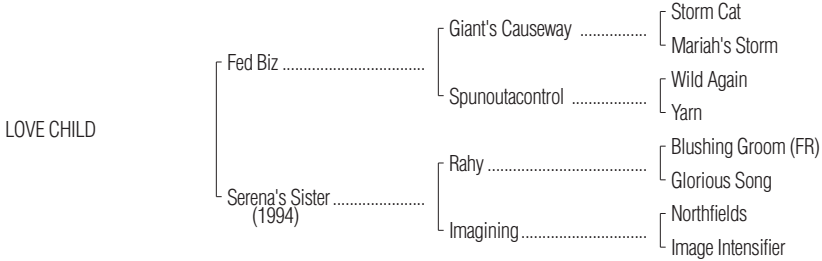 LOVE CHILD
Fed Biz
Serena's Sister
(1994)
Giant's Causeway
Spunoutacontrol
Rahy
Imagining
Storm Cat
Mariah's Storm
Wild Again
Yarn
Blushing Groom (FR)
Glorious Song
Northfields
Image Intensifier